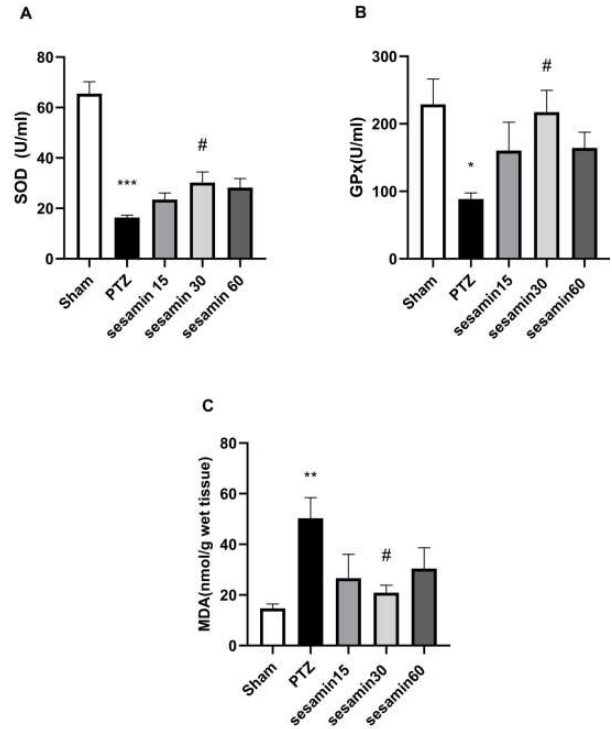 A
SOD (U/ml)
80
60
40
20
0
***
#
Sham
PTZ
sesamin 15
sesamin 30
sesamin 60
B
GPx(U/ml)
300
200
100
0
*
#
Sham
PTZ
sesamin15
sesamin30
sesamin60
C
MDA(nmol/g wet tissue)
80
60
40
20
0
**
#
Sham
PTZ
sesamin15
sesamin30
sesamin60